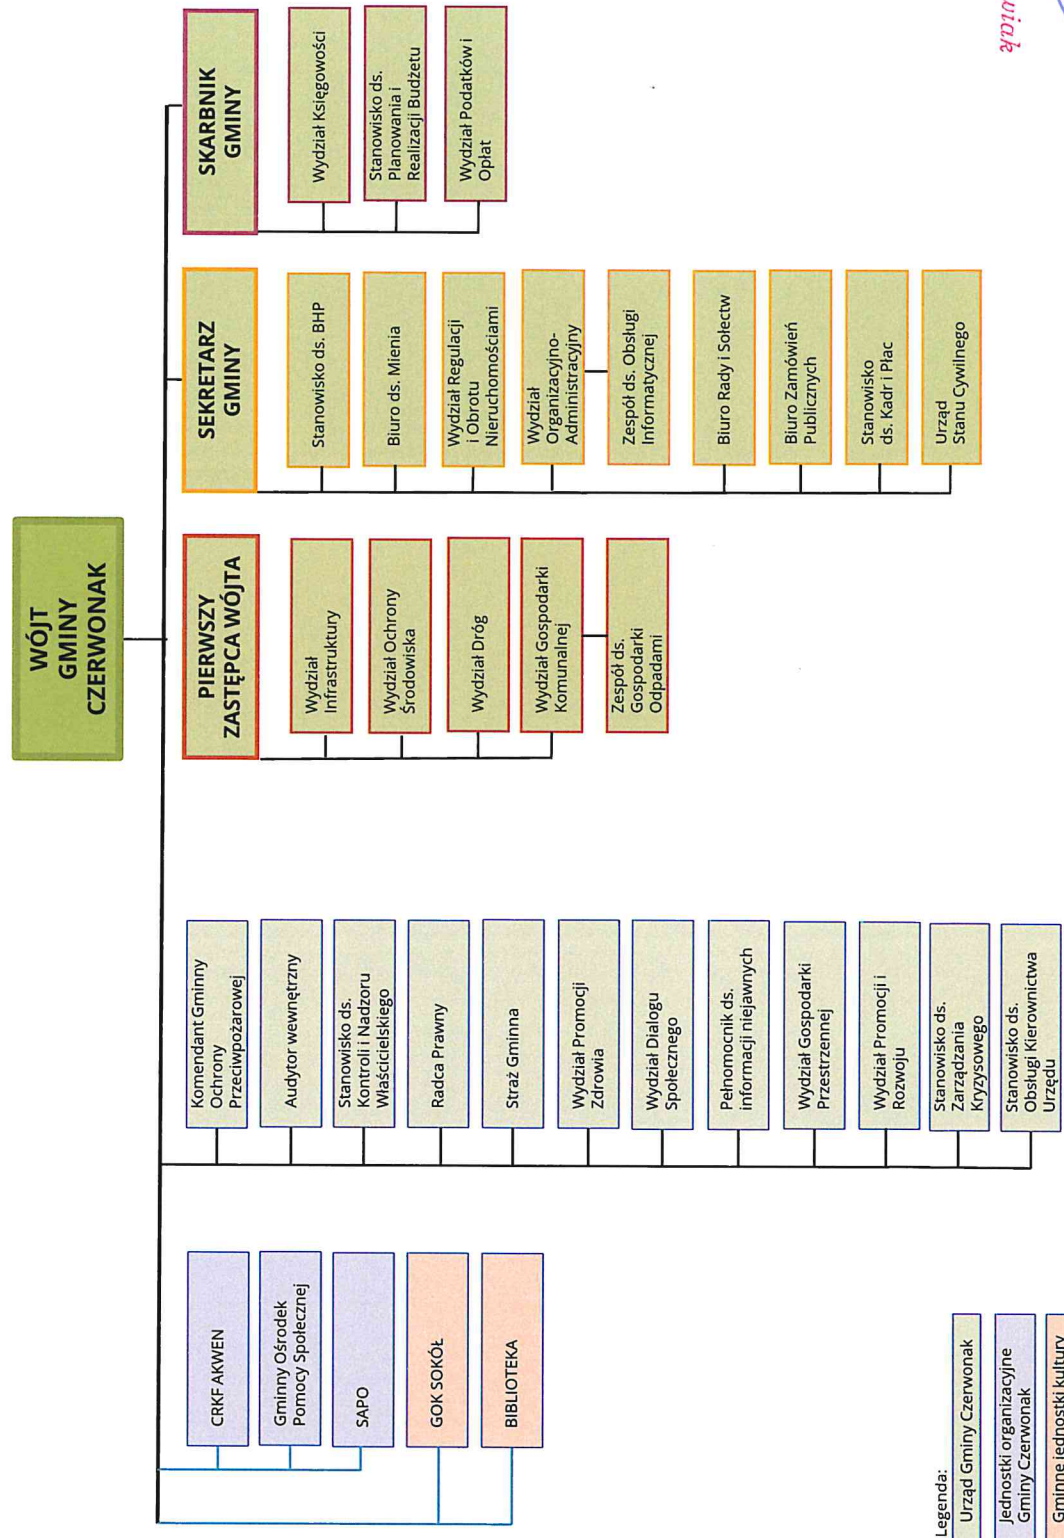 WÓJT
GMINY
CZERWONAK
CRKF AKWEN
Gminny Ośrodek
Pomocy Społecznej
SAPO
GOK SOKÓŁ
BIBLIOTEKA
Komendant Gminny
Ochrony
Przeciwpożarowej
Audytor wewnętrzny
Stanowisko ds.
Kontroli i Nadzoru
Właścicielskiego
Radca Prawny
Straż Gminna
Wydział Promocji
Zdrowia
Wydział Dialogu
Społecznego
Pełnomocnik ds.
informacji niejawnych
Wydział Gospodarki
Przestrzennej
Wydział Promocji i
Rozwoju
Stanowisko ds.
Zarządzania
Kryzysowego
Stanowisko ds.
Obsługi Kierownictwa
Urzędu
PIERWSZY
ZASTĘPCA WÓJTA
Wydział
Infrastruktury
Wydział Ochrony
Środowiska
Wydział Dróg
Wydział Gospodarki
Komunalnej
Zespół ds.
Gospodarki
Odpadami
SEKRETARZ
GMINY
Stanowisko ds. BHP
Biuro ds. Mienia
Wydział Regulacji
i Obrotu
Nieruchomościami
Wydział
Organizacyjno-
Administracyjny
Zespół ds. Obsługi
Informatycznej
Biuro Rady i Sołectw
Biuro Zamówień
Publicznych
Stanowisko
ds. Kadr i Płac
Urząd
Stanu Cywilnego
SKARBNIK
GMINY
Wydział Księgowości
Stanowisko ds.
Planowania i
Realizacji Budżetu
Wydział Podatków i
Opłat
Legenda:
Urząd Gminy Czerwonak
Jednostki organizacyjne
Gminy Czerwonak
Gminne jednostki kultury